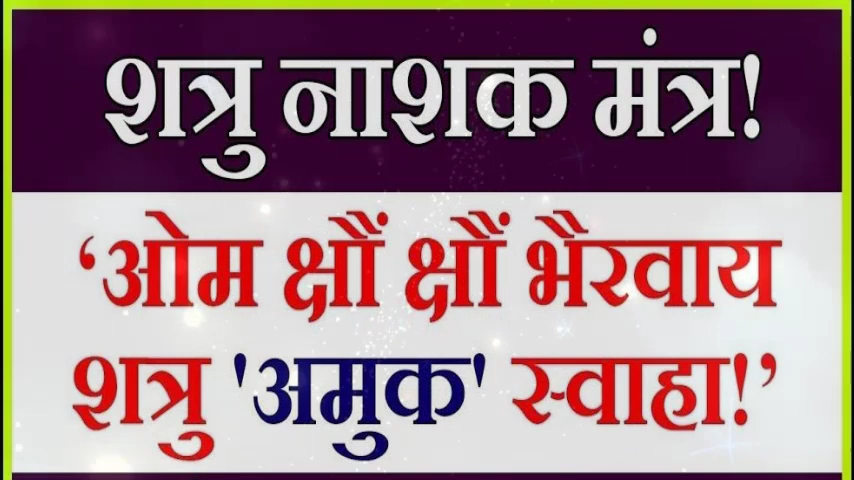 शत्रु नाशक मंत्र!
‘ओम क्षौं क्षौं भैरवाय
शत्रु 'अमुक' स्वाहा!’